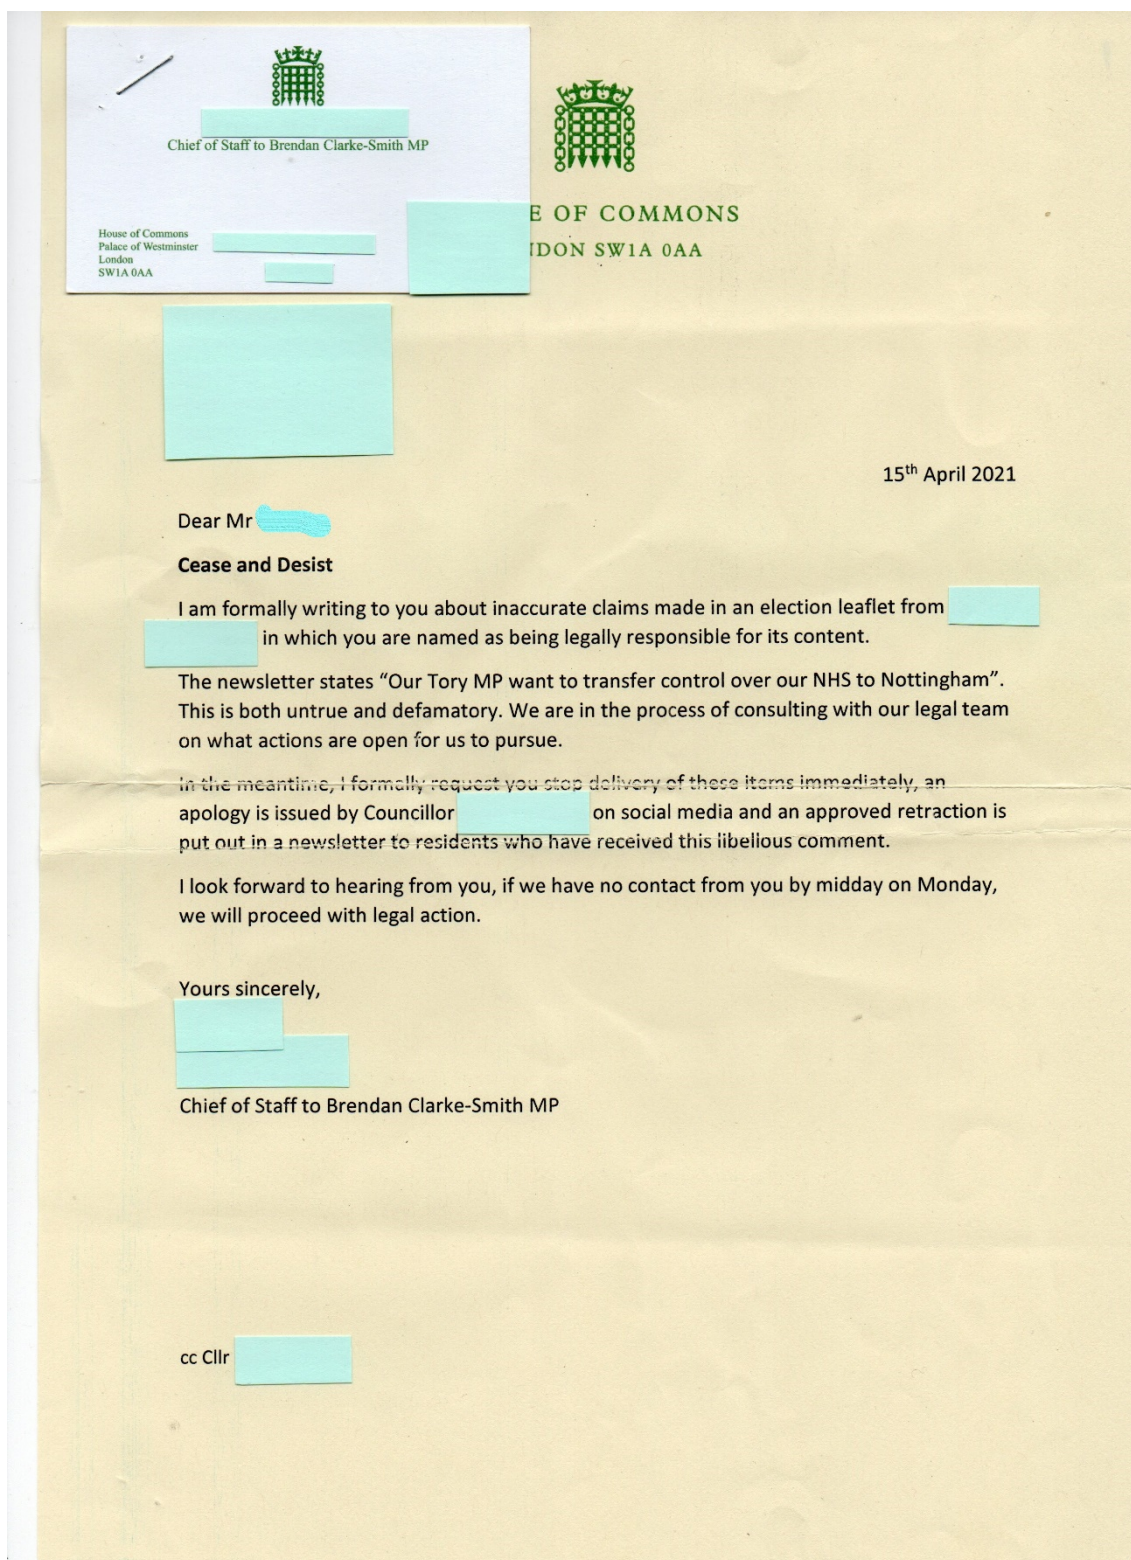 Chief of Staff to Brendan Clarke-Smith MP
House of Commons
Palace of Westminster
London
SW1A 0AA
E OF COMMONS
DON SW1A 0AA
15th April 2021
Dear Mr
Cease and Desist
I am formally writing to you about inaccurate claims made in an election leaflet from
in which you are named as being legally responsible for its content.
The newsletter states “Our Tory MP want to transfer control over our NHS to Nottingham”.
This is both untrue and defamatory. We are in the process of consulting with our legal team
on what actions are open for us to pursue.
In the meantime, I formally request you stop delivery of these items immediately, an
apology is issued by Councillor on social media and an approved retraction is
put out in a newsletter to residents who have received this libellous comment.
I look forward to hearing from you, if we have no contact from you by midday on Monday,
we will proceed with legal action.
Yours sincerely,
Chief of Staff to Brendan Clarke-Smith MP
cc Cllr